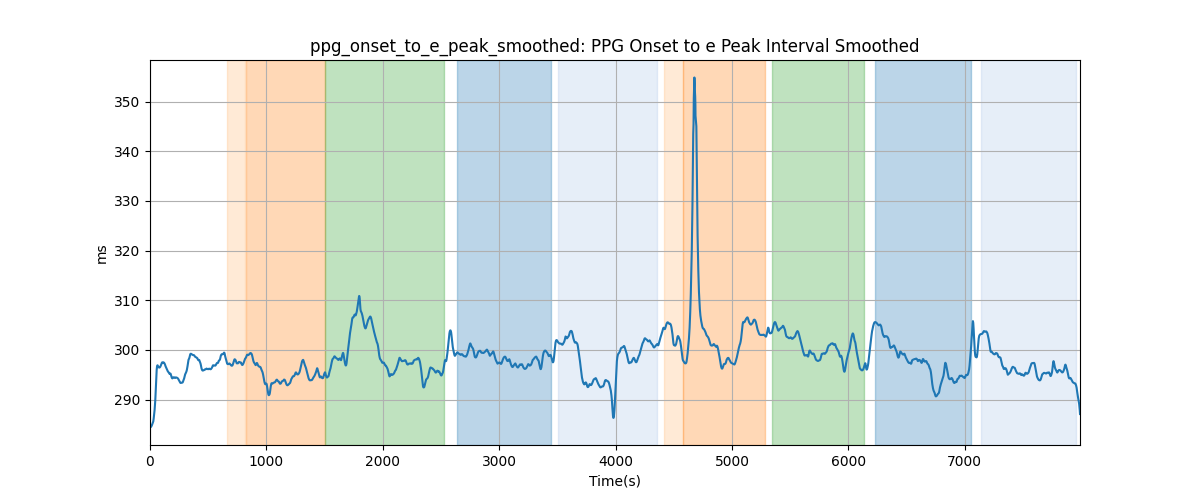 ppg_onset_to_e_peak_smoothed: PPG Onset to e Peak Interval Smoothed
350
340
330
320
310
300
290
ms
0 1000 2000 3000 4000 5000 6000 7000
Time(s)